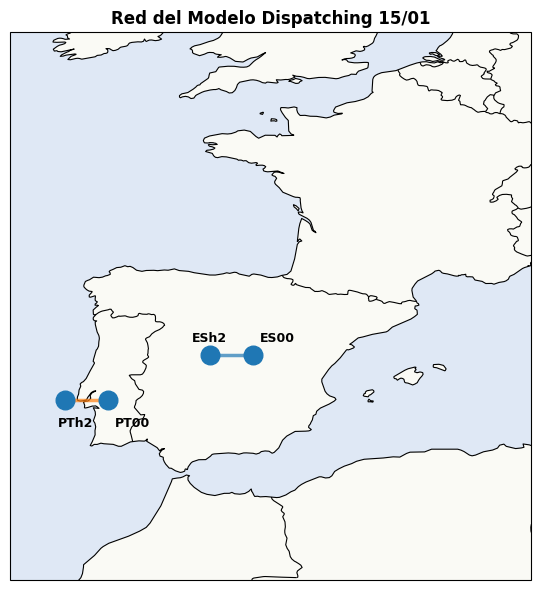 Red del Modelo Dispatching 15/01
ESh2 ES00
PTh2 PT00